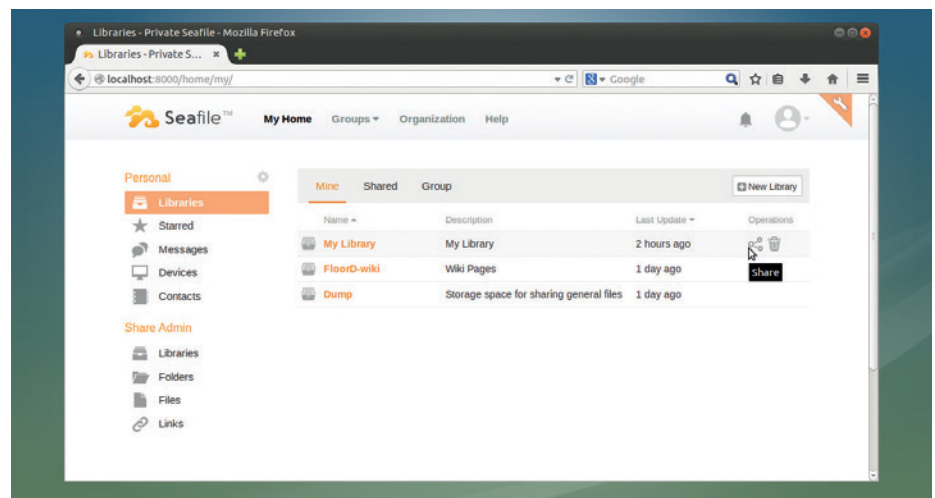 Libraries - Private Seafile - Mozilla Firefox
Libraries - Private S...
localhost:8000/home/my/
Google
Seafile™ My Home Groups Organization Help
Personal
Libraries
Starred
Messages
Devices
Contacts
Share Admin
Libraries
Folders
Files
Links
Mine Shared Group New Library
Name Description Last Update Operations
My Library My Library 2 hours ago
FloorD-wiki Wiki Pages 1 day ago
Share
Dump Storage space for sharing general files 1 day ago